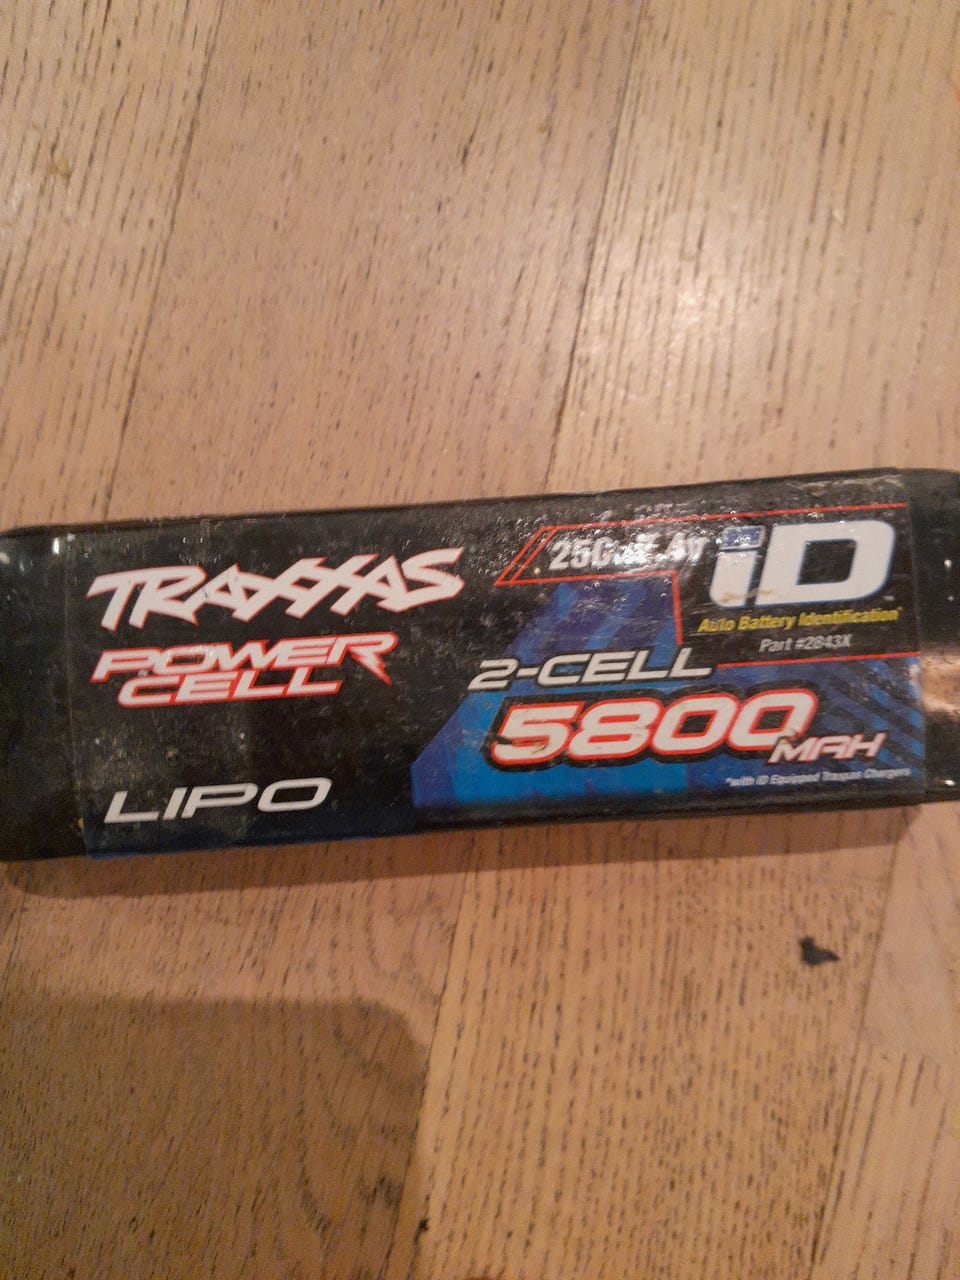 TRAXXAS
POWER
CELL
LIPO
25C
iD
Auto Battery Identification*
Part #2843X
2-CELL
5800
MAH
*with iD Equipped Traxxas Chargers